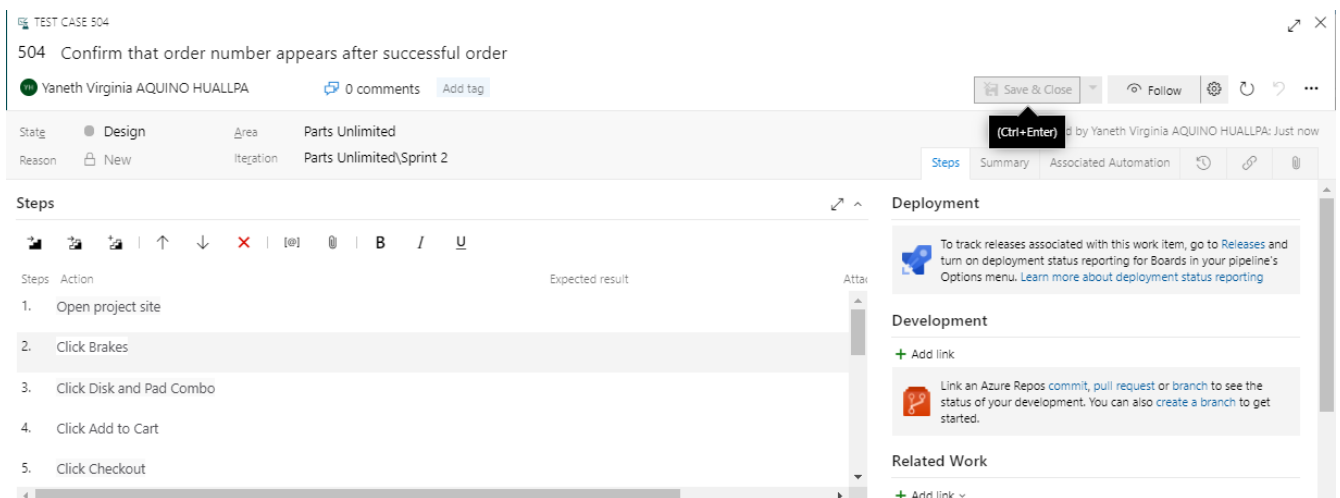 TEST CASE 504
504 Confirm that order number appears after successful order
TH Yaneth Virginia AQUINO HUALLPA 0 comments Add tag Save & Close Follow
State Design Area Parts Unlimited (Ctrl+Enter) d by Yaneth Virginia AQUINO HUALLPA: Just now
Reason New Iteration Parts Unlimited\Sprint 2
Steps Summary Associated Automation
Steps
[@] B I U
Steps Action Expected result Attac
1. Open project site
2. Click Brakes
3. Click Disk and Pad Combo
4. Click Add to Cart
5. Click Checkout
Deployment
To track releases associated with this work item, go to Releases and
turn on deployment status reporting for Boards in your pipeline's
Options menu. Learn more about deployment status reporting
Development
+ Add link
Link an Azure Repos commit, pull request or branch to see the
status of your development. You can also create a branch to get
started.
Related Work
+ Add link